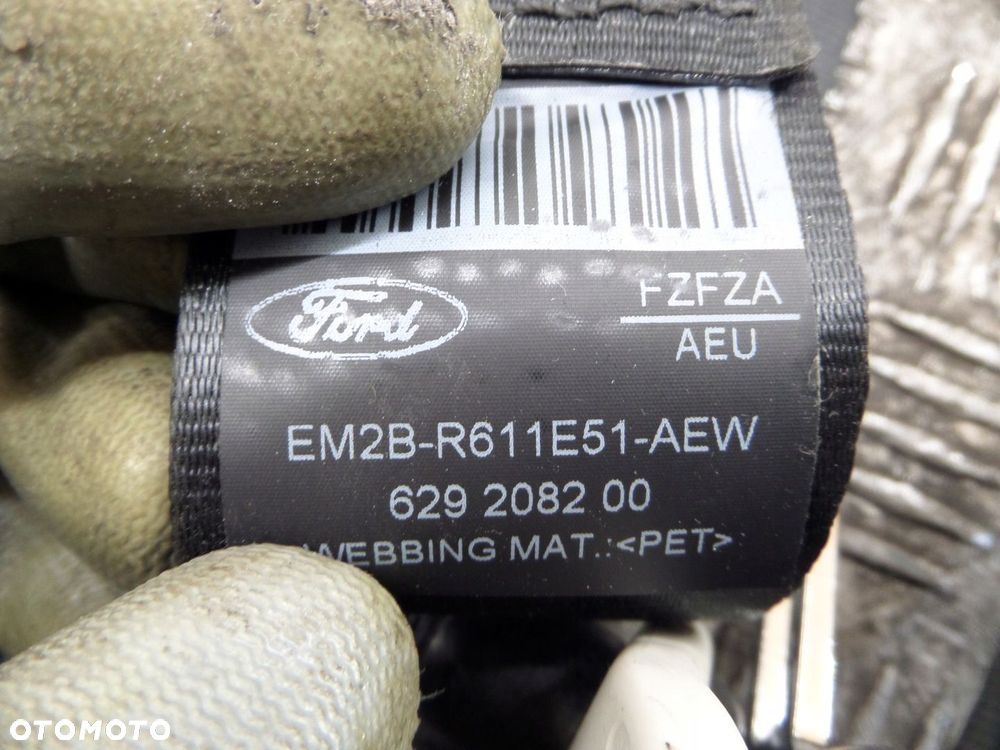 Ford
FZFZA
AEU
EM2B-R611E51-AEW
629 2082 00
WEBBING MAT.:<PET>
OTOMOTO